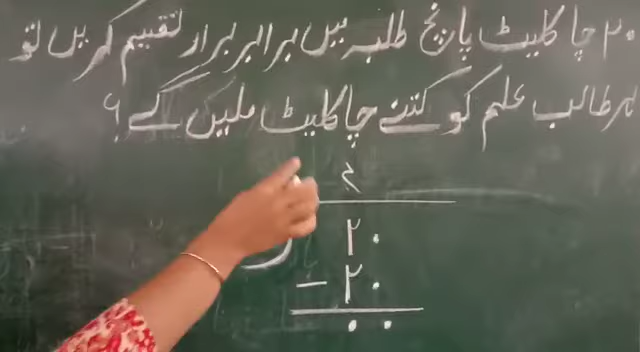 ۲۰ چاکلیٹ پانچ طلبہ میں برابر برابر تقسیم کریں تو
ہر طالب علم کو کتنے چاکلیٹ ملیں گے ؟
۴
۲۰
− ۲۰
۰۰